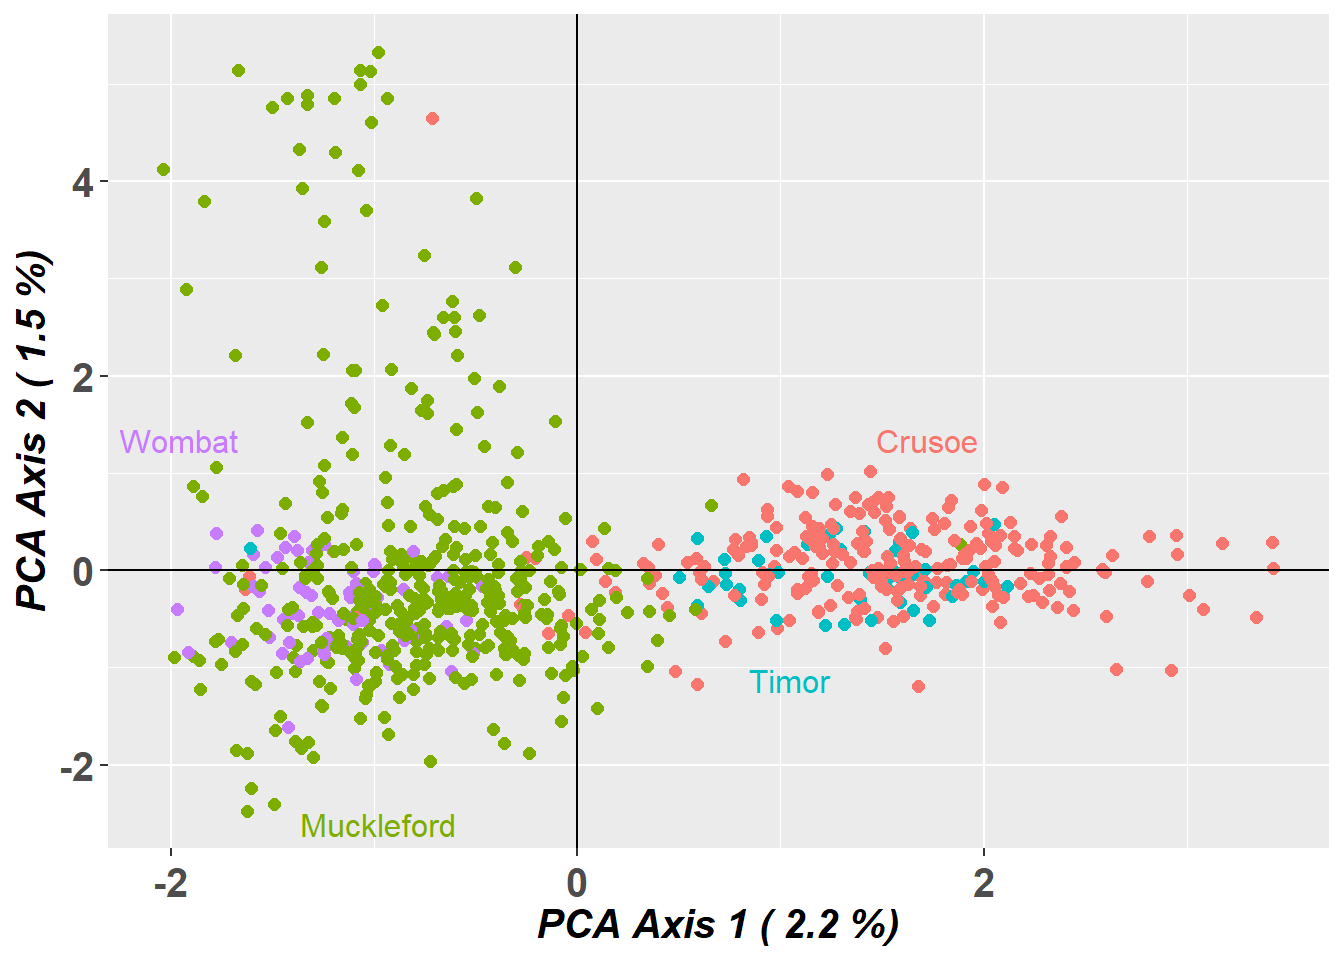 4
2
0
-2
Wombat
Crusoe
Timor
Muckleford
-2
0
2
PCA Axis 1 ( 2.2 %)
PCA Axis 2 ( 1.5 %)